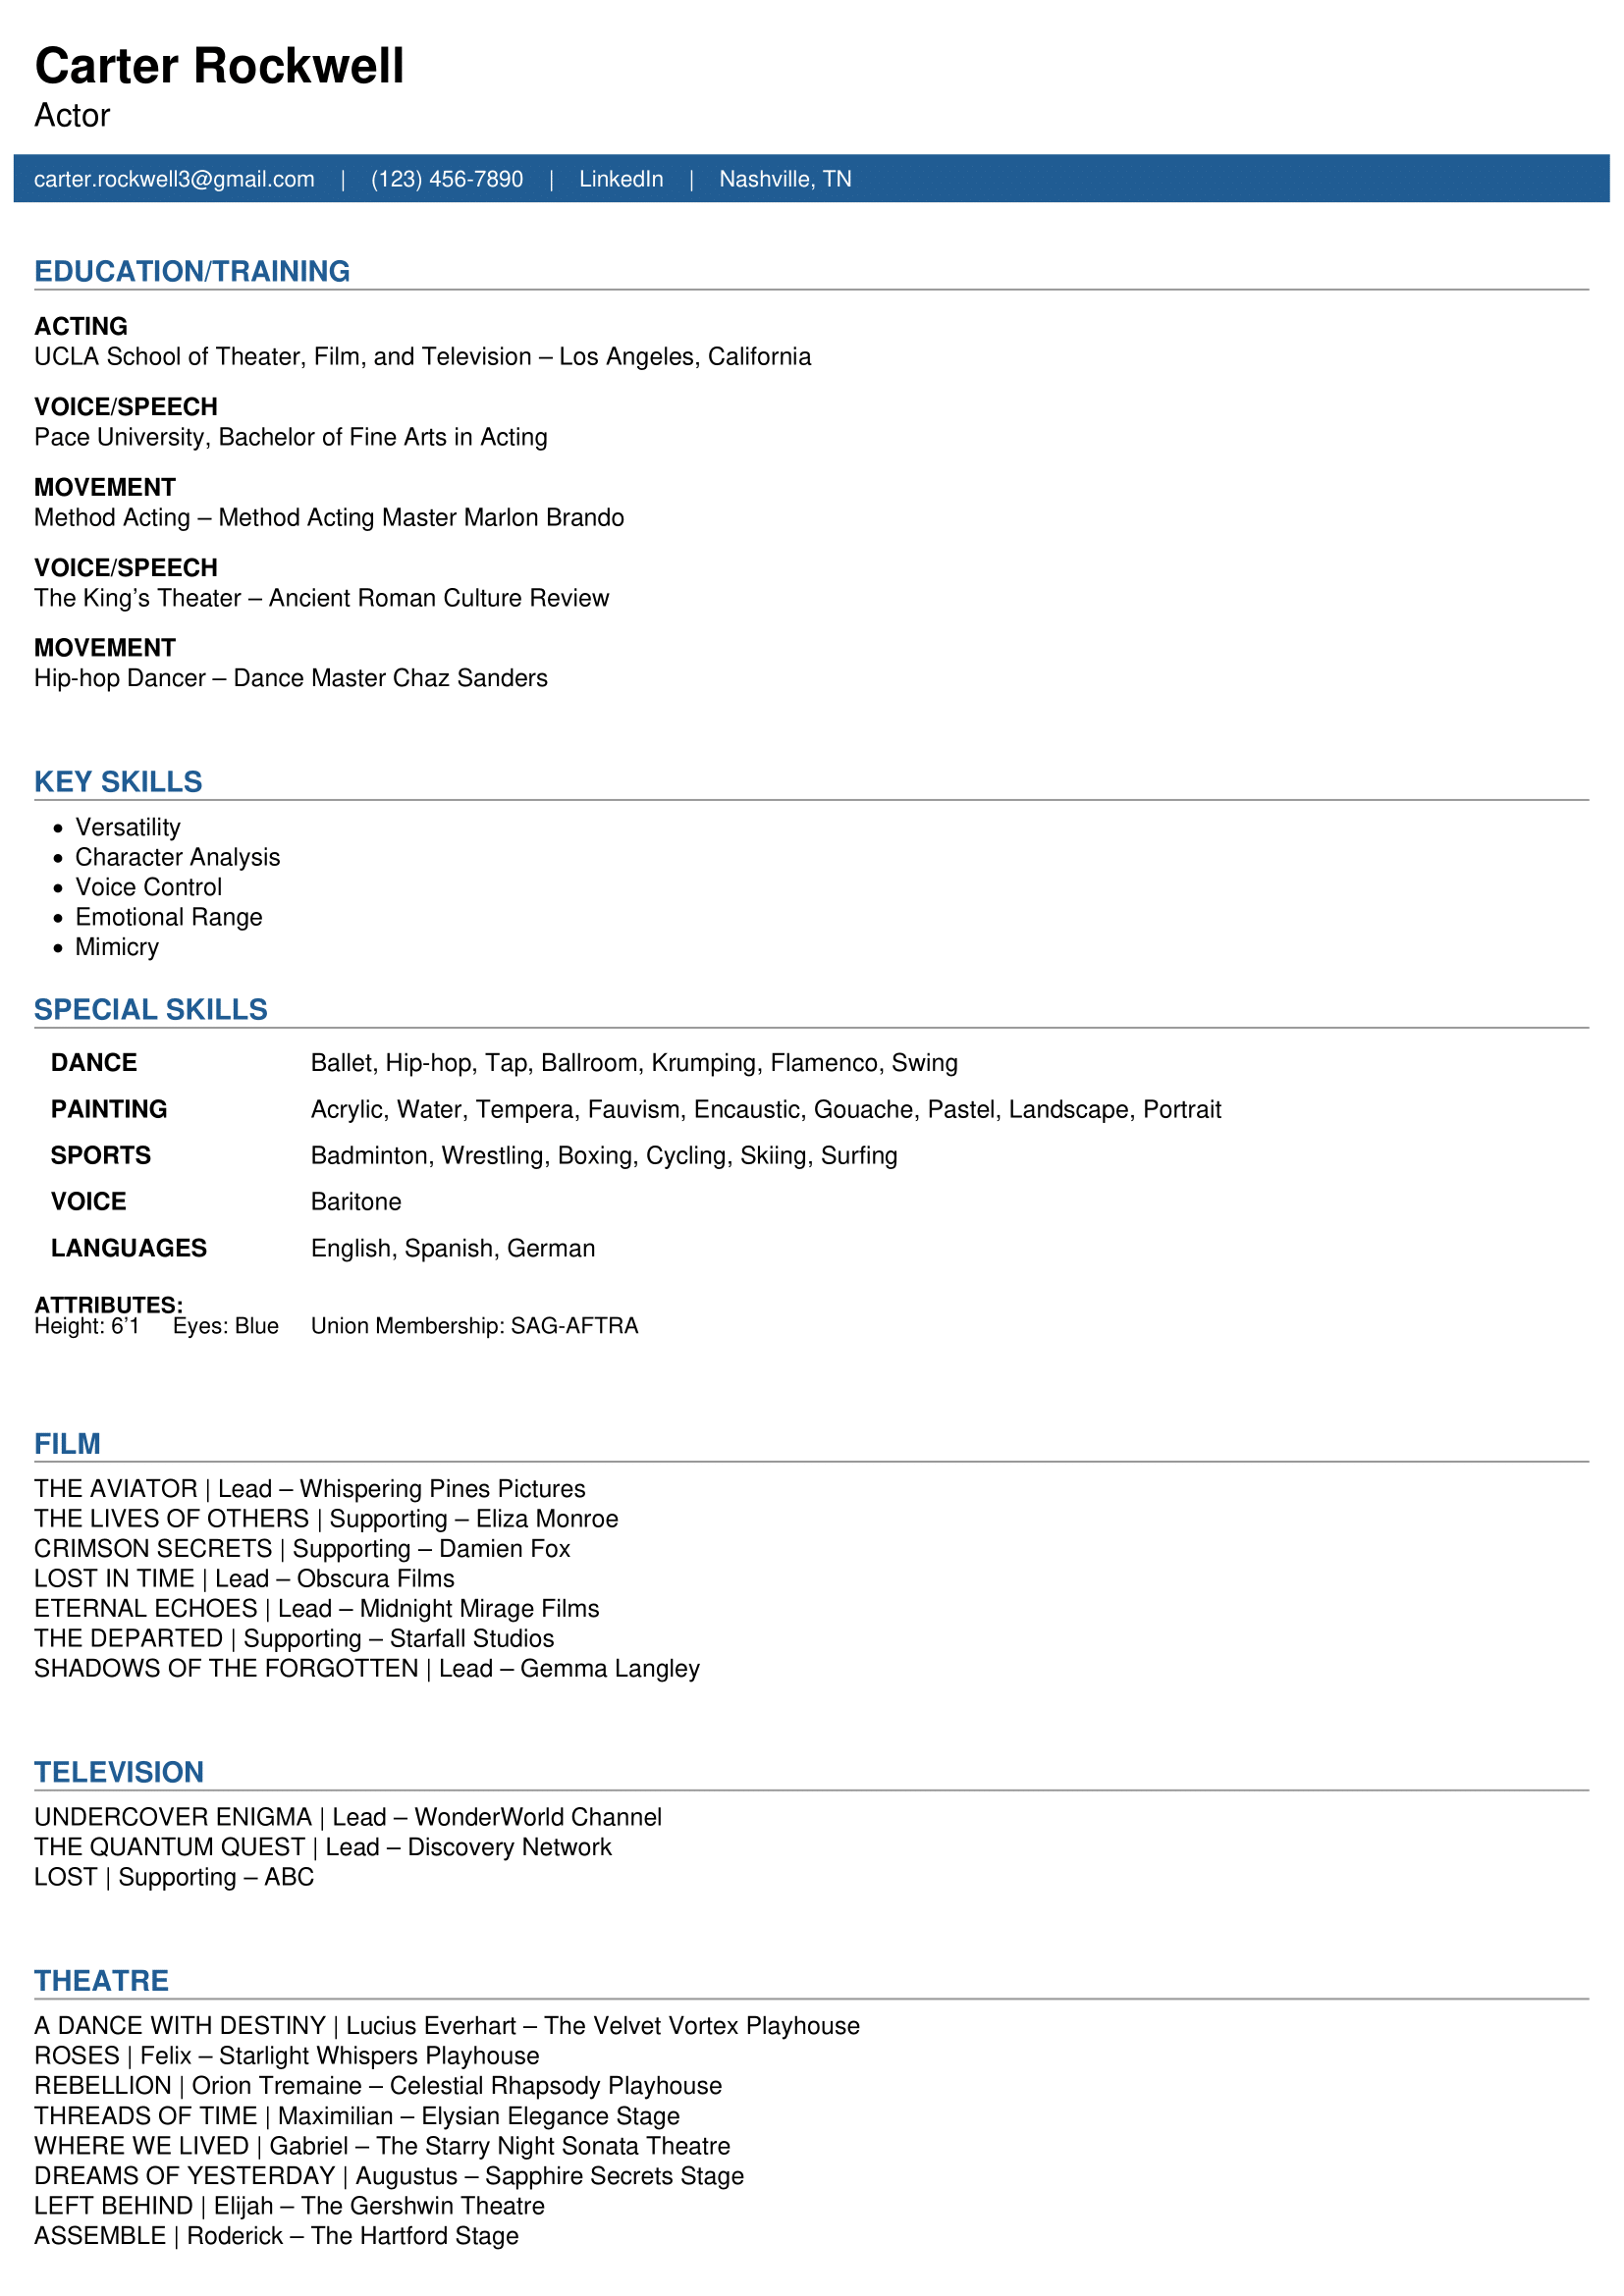 Carter Rockwell
Actor
carter.rockwell3@gmail.com | (123) 456-7890 | LinkedIn | Nashville, TN
EDUCATION/TRAINING
ACTING
UCLA School of Theater, Film, and Television – Los Angeles, California
VOICE/SPEECH
Pace University, Bachelor of Fine Arts in Acting
MOVEMENT
Method Acting – Method Acting Master Marlon Brando
VOICE/SPEECH
The King’s Theater – Ancient Roman Culture Review
MOVEMENT
Hip-hop Dancer – Dance Master Chaz Sanders
KEY SKILLS
• Versatility
• Character Analysis
• Voice Control
• Emotional Range
• Mimicry
SPECIAL SKILLS
DANCE Ballet, Hip-hop, Tap, Ballroom, Krumping, Flamenco, Swing
PAINTING Acrylic, Water, Tempera, Fauvism, Encaustic, Gouache, Pastel, Landscape, Portrait
SPORTS Badminton, Wrestling, Boxing, Cycling, Skiing, Surfing
VOICE Baritone
LANGUAGES English, Spanish, German
ATTRIBUTES:
Height: 6’1 Eyes: Blue Union Membership: SAG-AFTRA
FILM
THE AVIATOR | Lead – Whispering Pines Pictures
THE LIVES OF OTHERS | Supporting – Eliza Monroe
CRIMSON SECRETS | Supporting – Damien Fox
LOST IN TIME | Lead – Obscura Films
ETERNAL ECHOES | Lead – Midnight Mirage Films
THE DEPARTED | Supporting – Starfall Studios
SHADOWS OF THE FORGOTTEN | Lead – Gemma Langley
TELEVISION
UNDERCOVER ENIGMA | Lead – WonderWorld Channel
THE QUANTUM QUEST | Lead – Discovery Network
LOST | Supporting – ABC
THEATRE
A DANCE WITH DESTINY | Lucius Everhart – The Velvet Vortex Playhouse
ROSES | Felix – Starlight Whispers Playhouse
REBELLION | Orion Tremaine – Celestial Rhapsody Playhouse
THREADS OF TIME | Maximilian – Elysian Elegance Stage
WHERE WE LIVED | Gabriel – The Starry Night Sonata Theatre
DREAMS OF YESTERDAY | Augustus – Sapphire Secrets Stage
LEFT BEHIND | Elijah – The Gershwin Theatre
ASSEMBLE | Roderick – The Hartford Stage